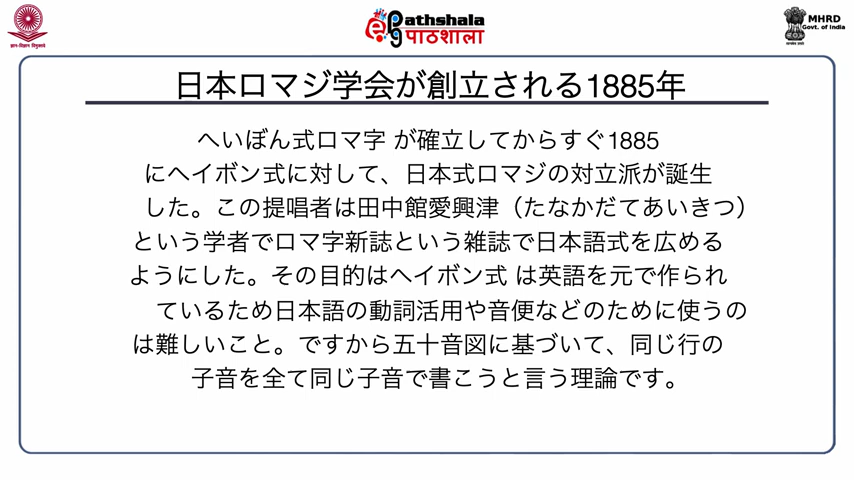 ज्ञान-विज्ञान विमुक्तये
ePathshala
पाठशाला
MHRD
Govt. of India
日本ロマジ学会が創立される1885年
へいぼん式ロマ字 が確立してからすぐ1885
にヘイボン式に対して、日本式ロマジの対立派が誕生
した。この提唱者は田中館愛興津（たなかだてあいきつ）
という学者でロマ字新誌という雑誌で日本語式を広める
ようにした。その目的はヘイボン式 は英語を元で作られ
ているため日本語の動詞活用や音便などのために使うの
は難しいこと。ですから五十音図に基づいて、同じ行の
子音を全て同じ子音で書こうと言う理論です。